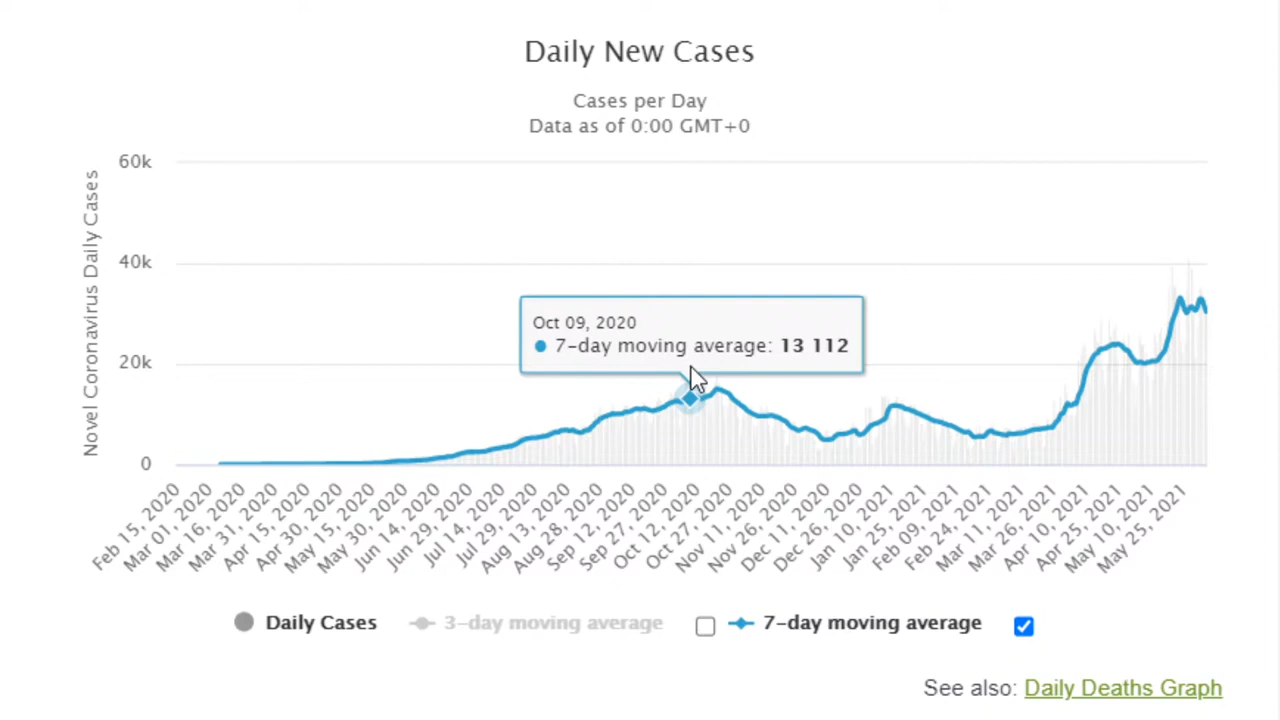 Daily New Cases
Cases per Day
Data as of 0:00 GMT+0
Novel Coronavirus Daily Cases
60k
40k
20k
0
Oct 09, 2020
7-day moving average: 13 112
Feb 15, 2020
Mar 01, 2020
Mar 16, 2020
Mar 31, 2020
Apr 15, 2020
Apr 30, 2020
May 15, 2020
May 30, 2020
Jun 14, 2020
Jun 29, 2020
Jul 14, 2020
Jul 29, 2020
Aug 13, 2020
Aug 28, 2020
Sep 12, 2020
Sep 27, 2020
Oct 12, 2020
Oct 27, 2020
Nov 11, 2020
Nov 26, 2020
Dec 11, 2020
Dec 26, 2020
Jan 10, 2021
Jan 25, 2021
Feb 09, 2021
Feb 24, 2021
Mar 11, 2021
Mar 26, 2021
Apr 10, 2021
Apr 25, 2021
May 10, 2021
May 25, 2021
Daily Cases 3-day moving average 7-day moving average
See also: Daily Deaths Graph